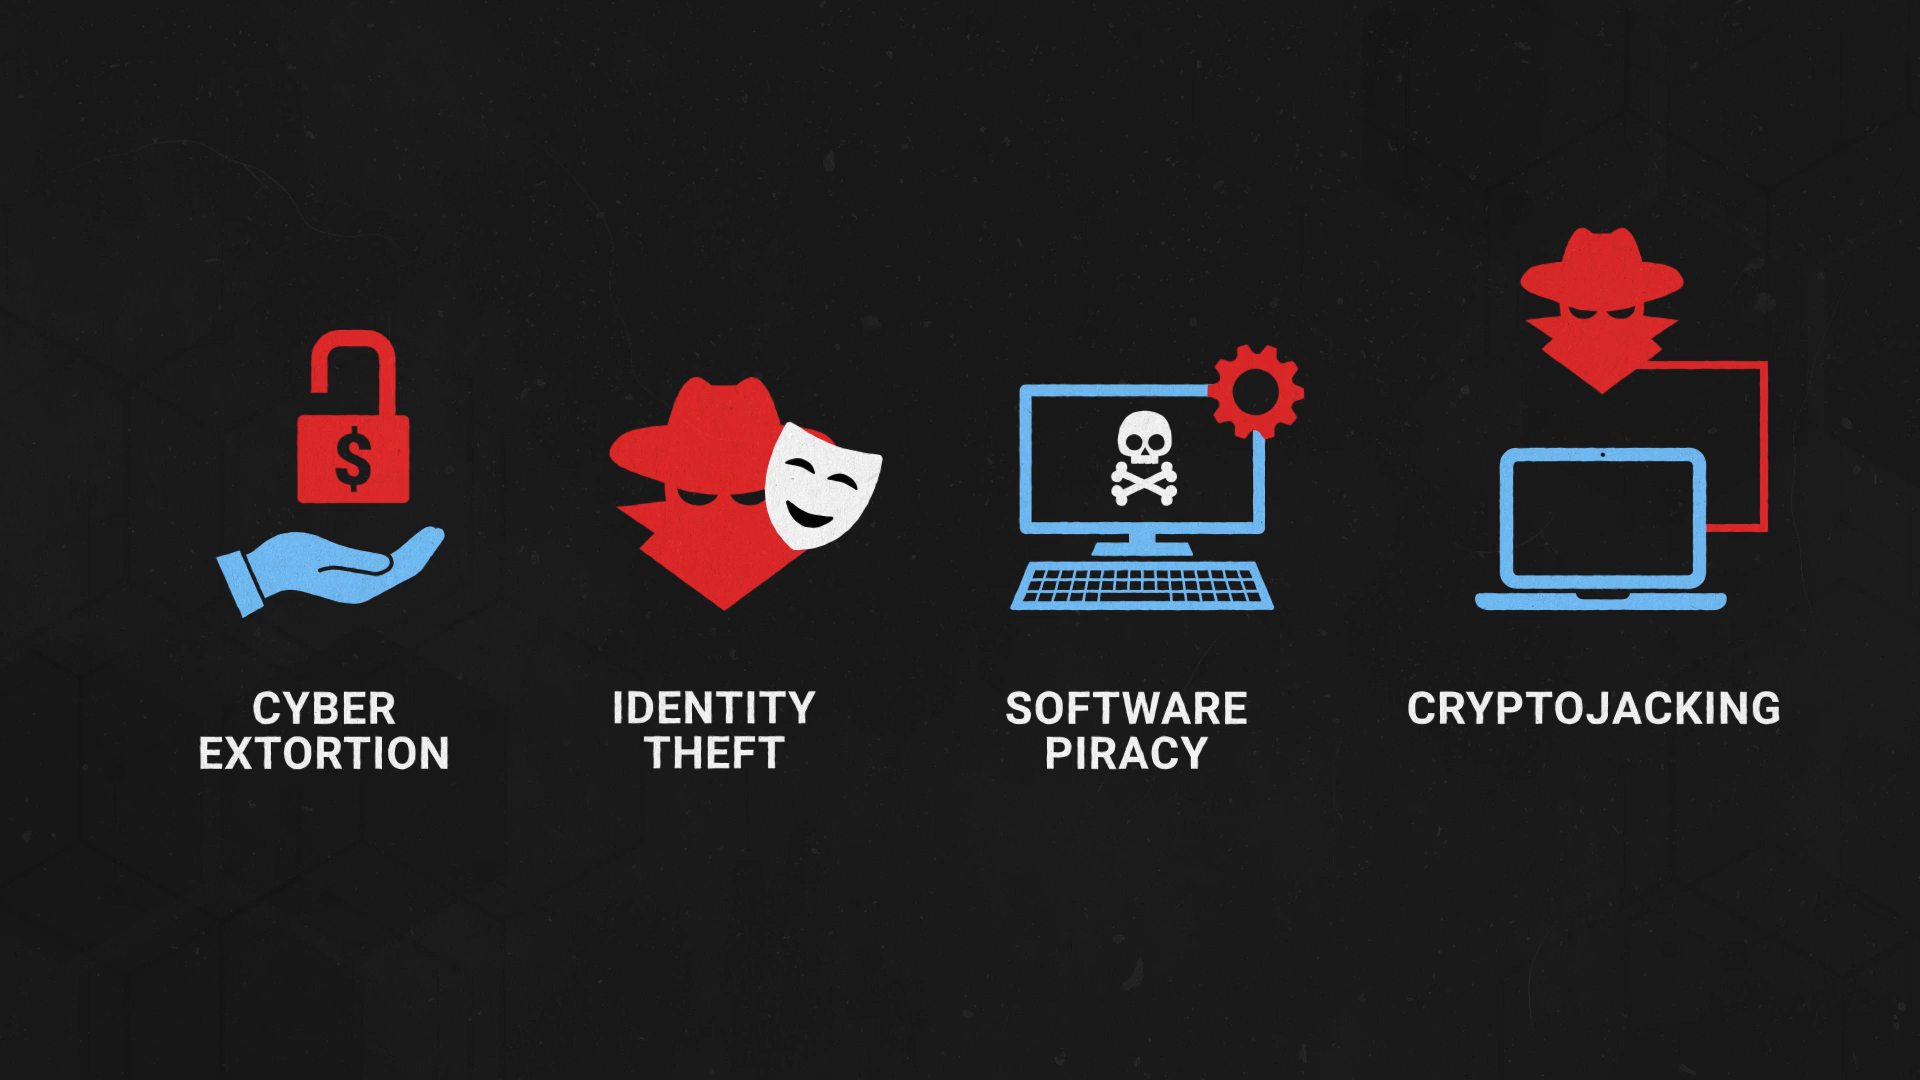 $
CYBER
EXTORTION
IDENTITY
THEFT
SOFTWARE
PIRACY
CRYPTOJACKING